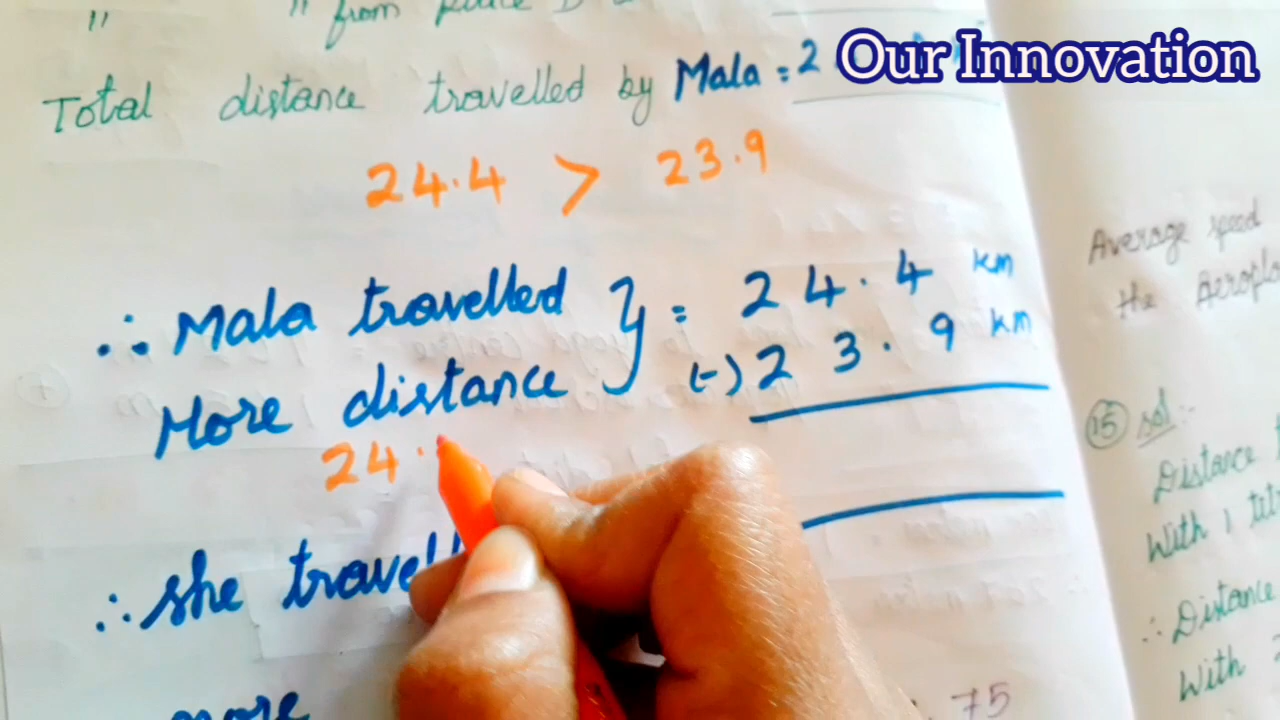 " " from place
Our Innovation
Total distance travelled by Mala = 2
24.4 > 23.9
∴ Mala travelled } = 24.4 km
More distance (-) 23.9 km
24.
∴ She travel
more
75
Average speed
the Aeropla
15 sol:-
Distance
With 1
∴ Distance
With